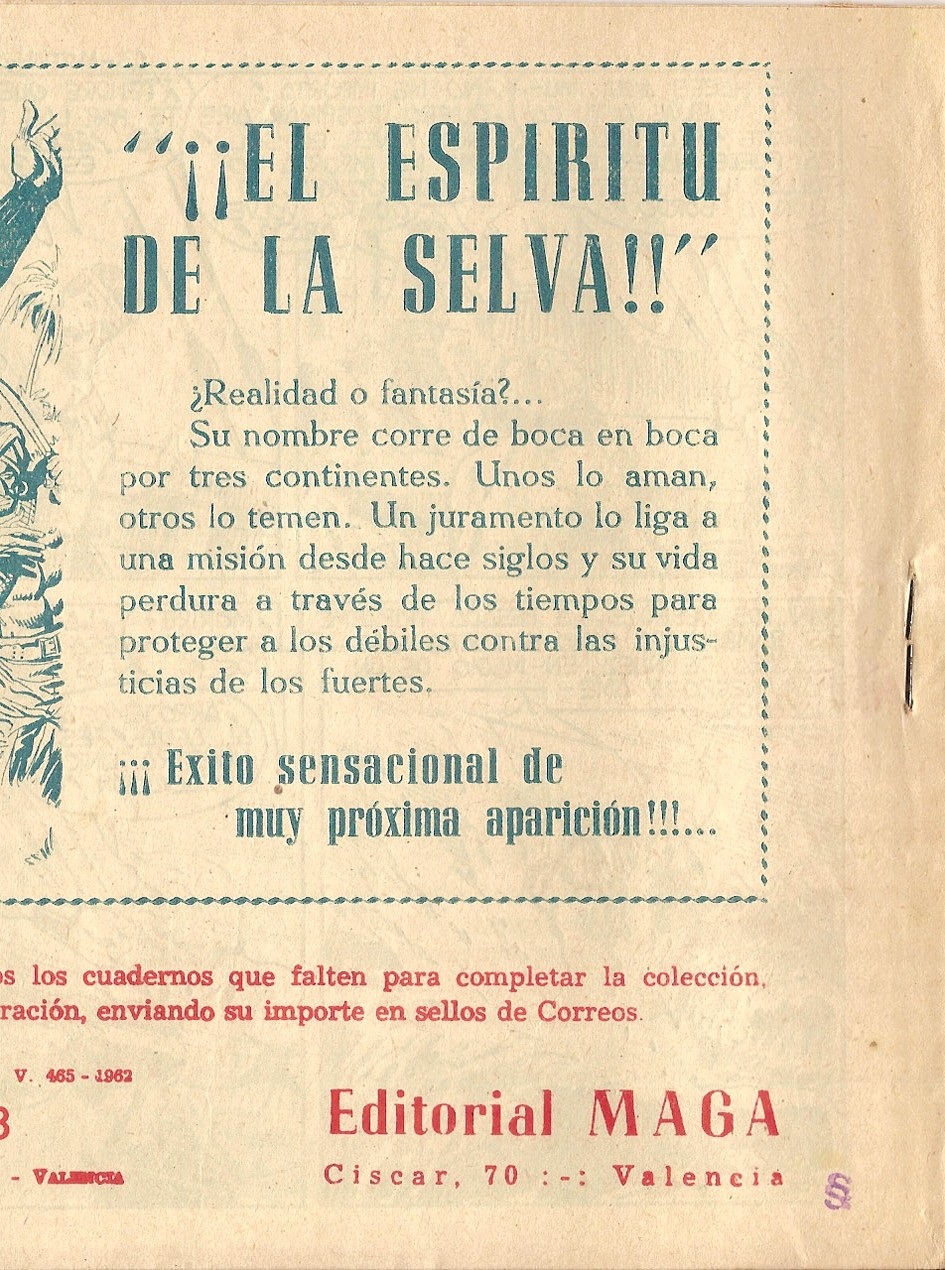 “¡¡EL ESPIRITU
DE LA SELVA!!”
¿Realidad o fantasía?...
Su nombre corre de boca en boca
por tres continentes. Unos lo aman,
otros lo temen. Un juramento lo liga a
una misión desde hace siglos y su vida
perdura a través de los tiempos para
proteger a los débiles contra las injus-
ticias de los fuertes.
¡¡¡Exito sensacional de
muy próxima aparición!!!...
os los cuadernos que falten para completar la colección,
ración, enviando su importe en sellos de Correos.
V. 465 - 1962
3
Editorial MAGA
- VALENCIA
Ciscar, 70 :-: Valencia